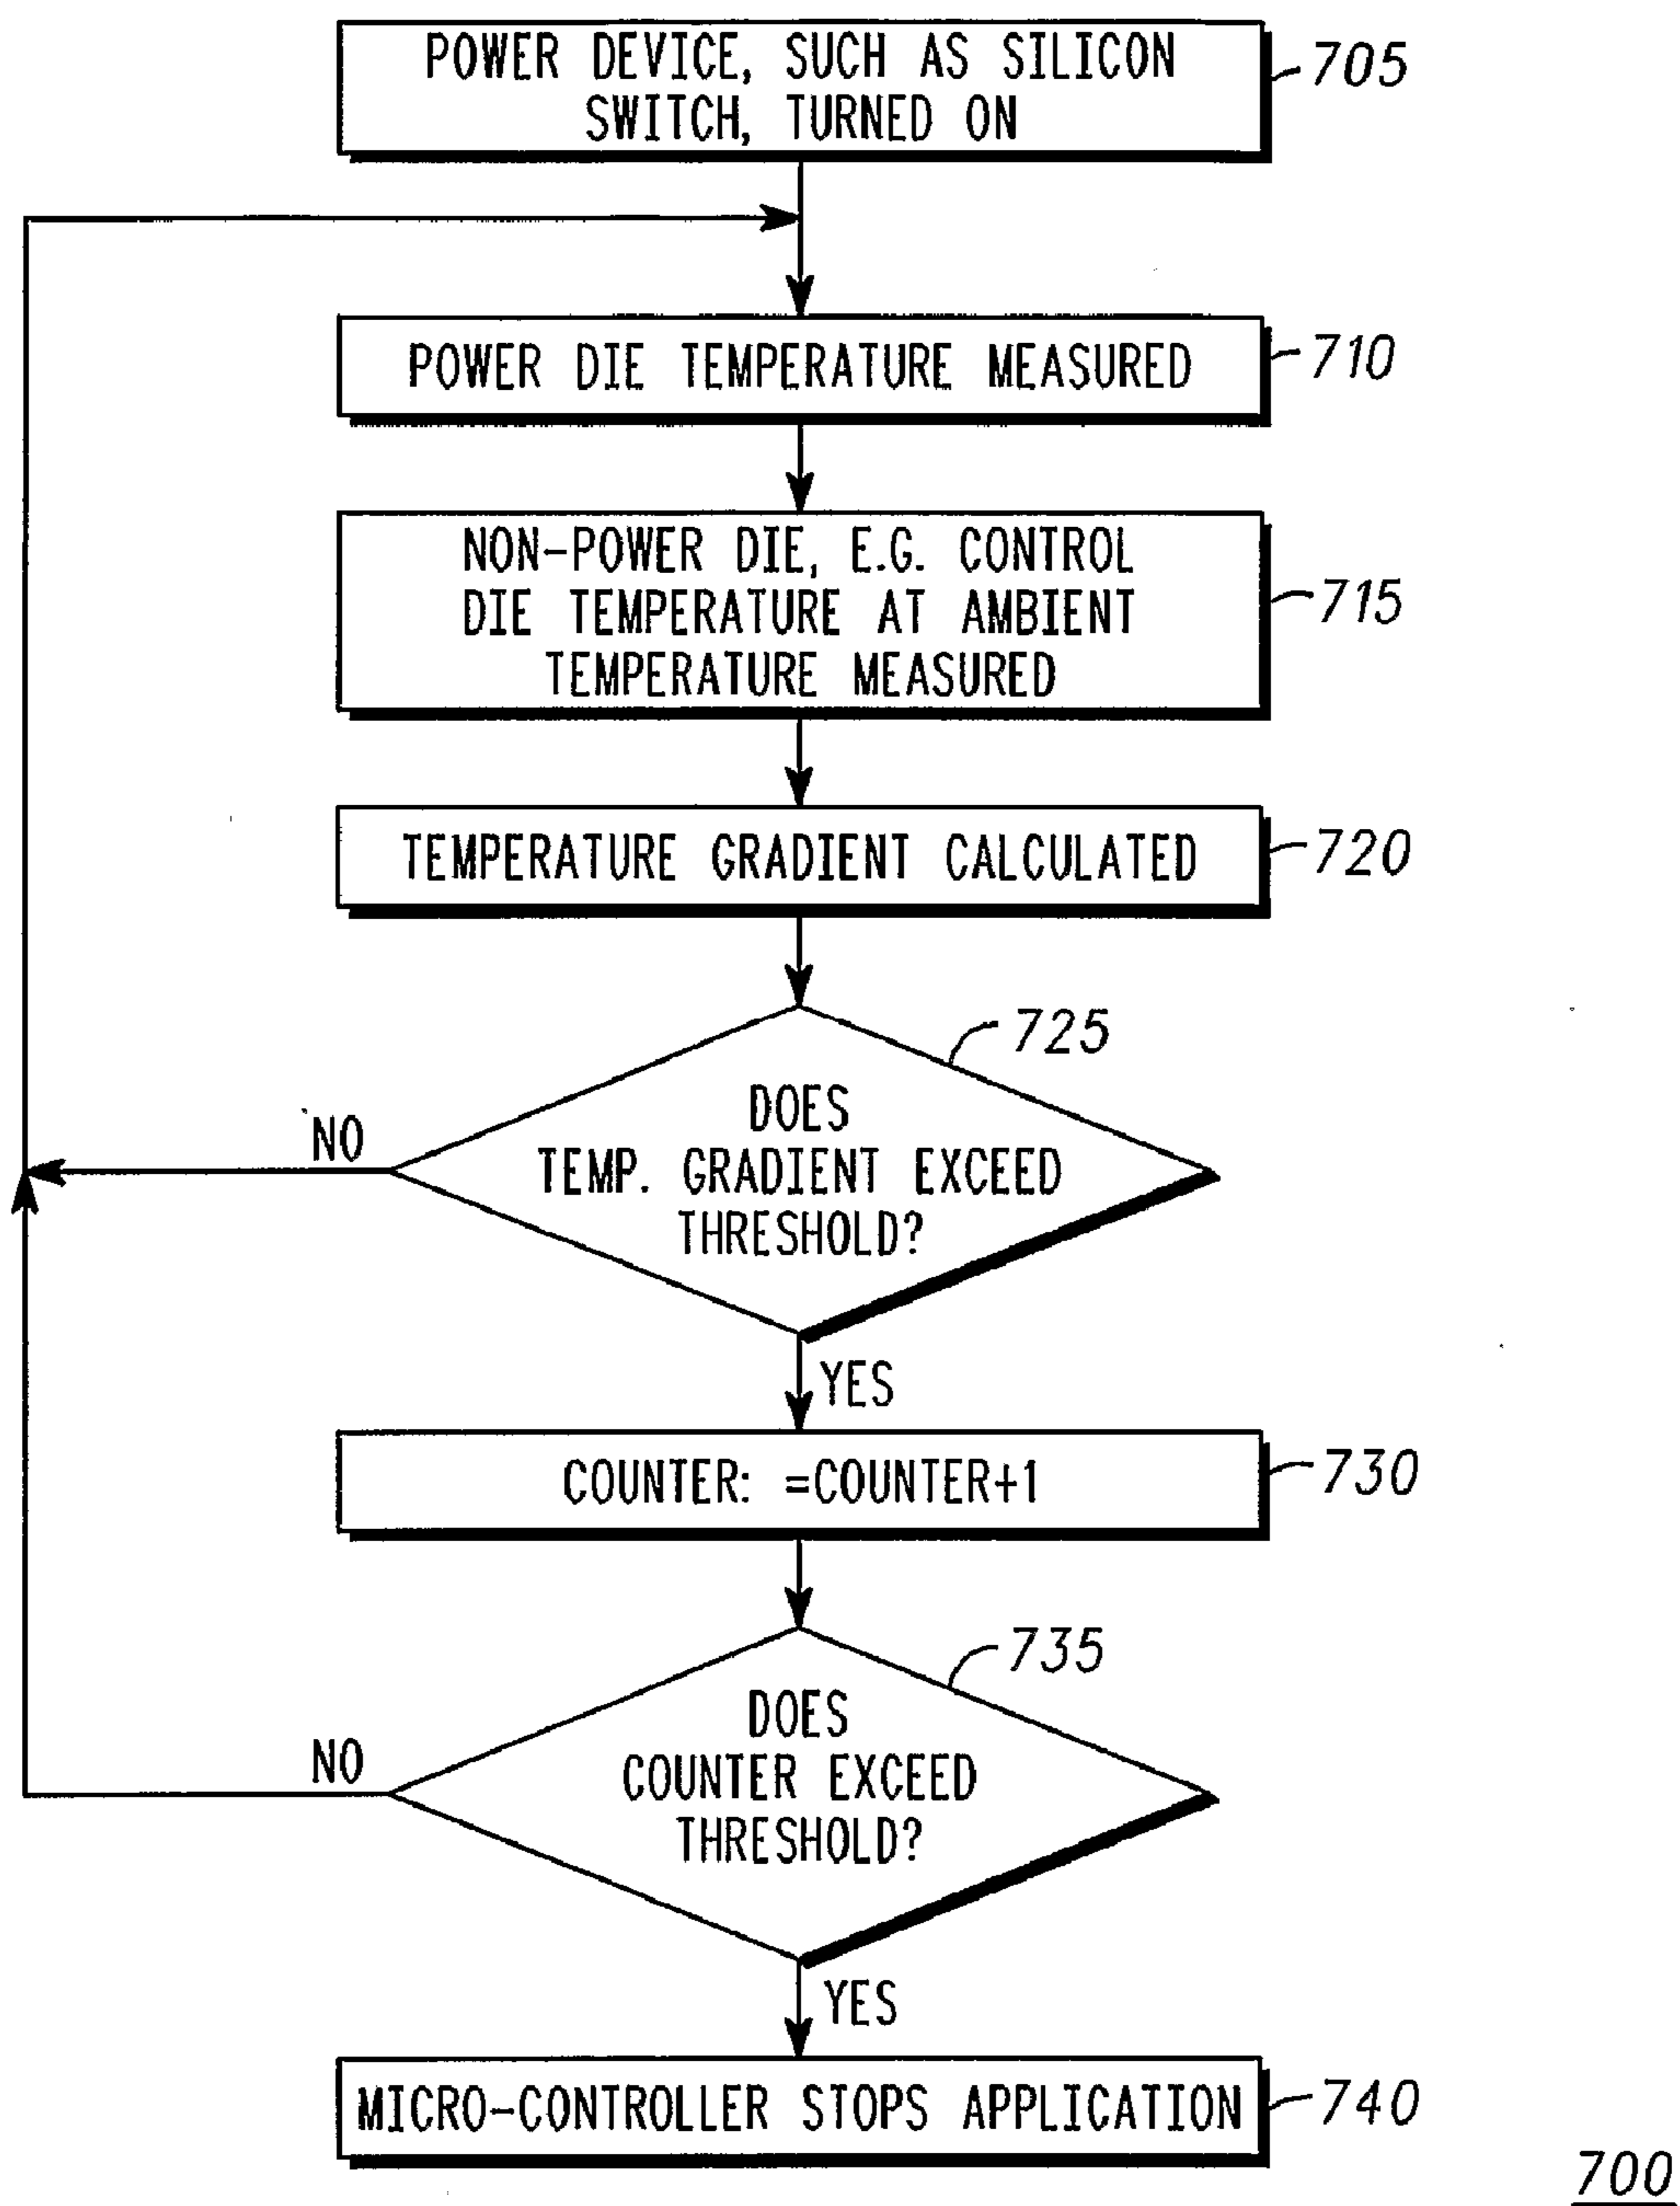 POWER DEVICE, SUCH AS SILICON
SWITCH, TURNED ON
705
POWER DIE TEMPERATURE MEASURED
710
NON-POWER DIE, E.G. CONTROL
DIE TEMPERATURE AT AMBIENT
TEMPERATURE MEASURED
715
TEMPERATURE GRADIENT CALCULATED
720
725
DOES
TEMP. GRADIENT EXCEED
THRESHOLD?
NO
YES
COUNTER: =COUNTER+1
730
735
DOES
COUNTER EXCEED
THRESHOLD?
NO
YES
MICRO-CONTROLLER STOPS APPLICATION
740
700